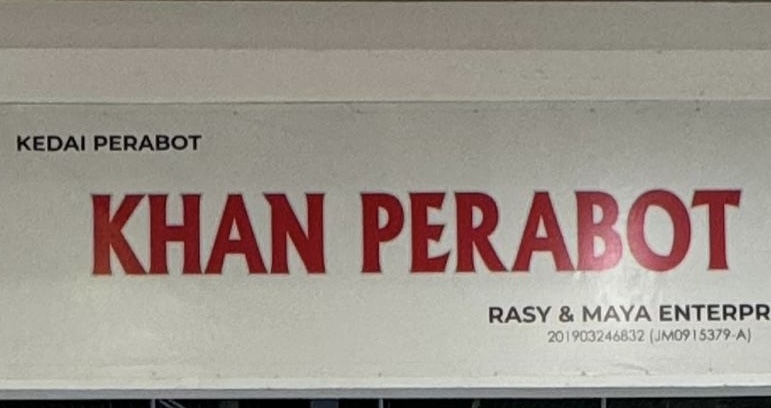 KEDAI PERABOT
KHAN PERABOT
RASY & MAYA ENTERPR
201903246832 (JM0915379-A)